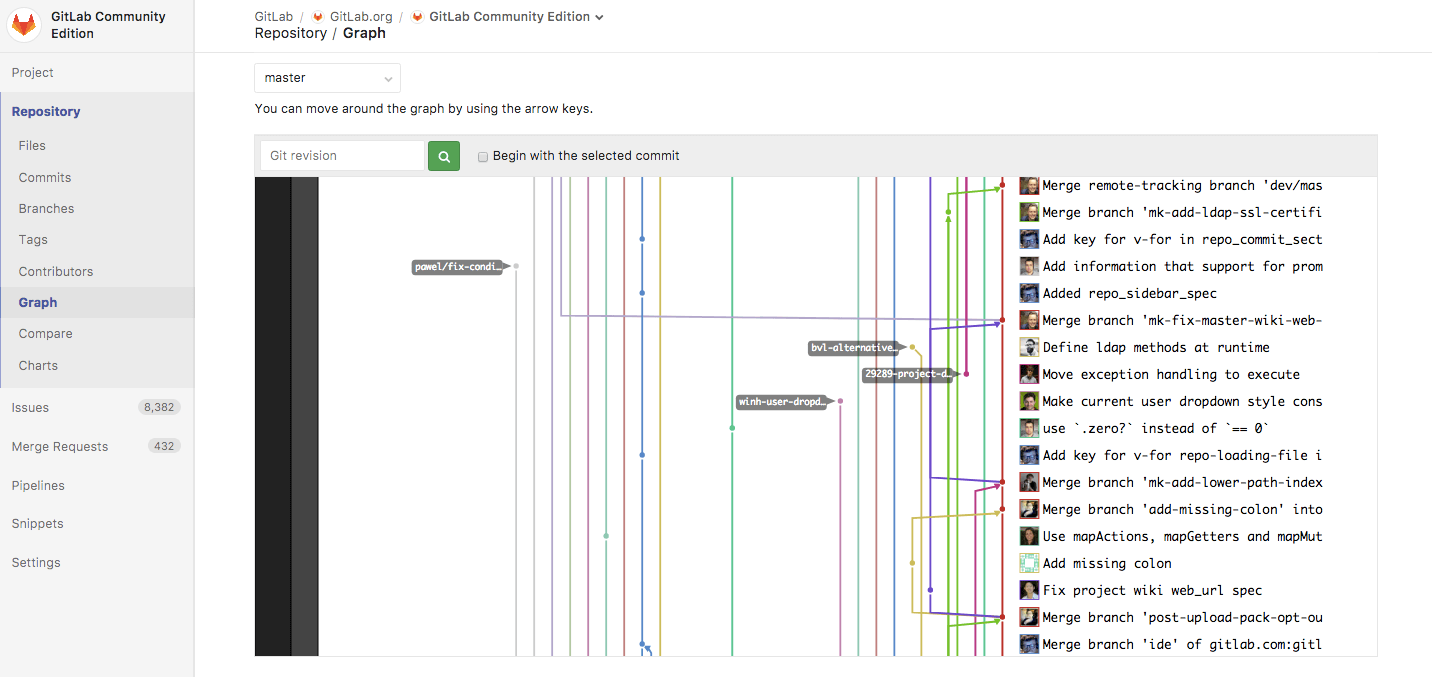 GitLab Community
Edition
Project
Repository
Files
Commits
Branches
Tags
Contributors
Graph
Compare
Charts
Issues 8,382
Merge Requests 432
Pipelines
Snippets
Settings
GitLab / GitLab.org / GitLab Community Edition
Repository / Graph
master
You can move around the graph by using the arrow keys.
Git revision
Begin with the selected commit
pawel/fix-condi…
bvl-alternative…
29289-project-d…
winh-user-dropd…
Merge remote-tracking branch 'dev/mas
Merge branch 'mk-add-ldap-ssl-certifi
Add key for v-for in repo_commit_sect
Add information that support for prom
Added repo_sidebar_spec
Merge branch 'mk-fix-master-wiki-web-
Define ldap methods at runtime
Move exception handling to execute
Make current user dropdown style cons
use `.zero?` instead of `== 0`
Add key for v-for repo-loading-file i
Merge branch 'mk-add-lower-path-index
Merge branch 'add-missing-colon' into
Use mapActions, mapGetters and mapMut
Add missing colon
Fix project wiki web_url spec
Merge branch 'post-upload-pack-opt-ou
Merge branch 'ide' of gitlab.com:gitl